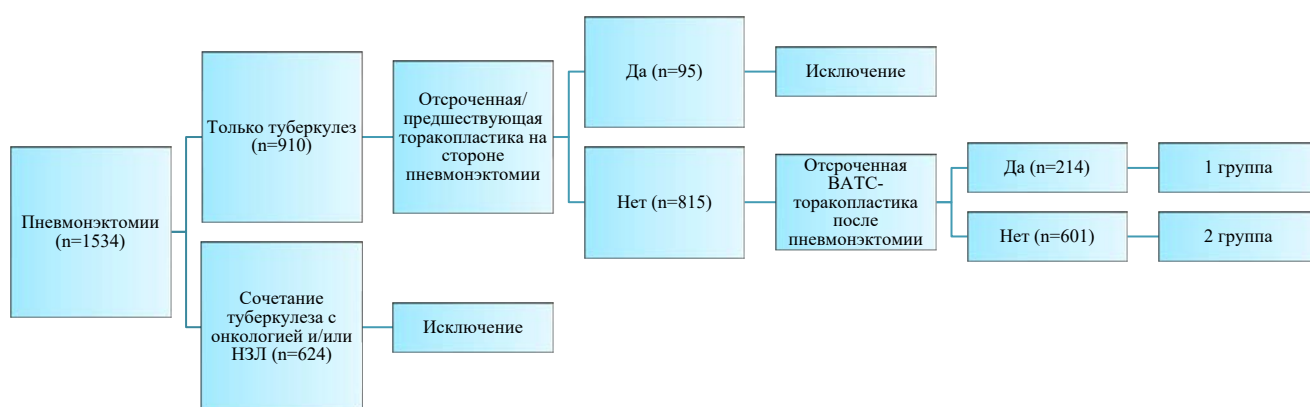 Пневмонэктомии
(n=1534)
Только туберкулез
(n=910)
Отсроченная/
предшествующая
торакопластика на
стороне
пневмонэктомии
Да (n=95)
Исключение
Нет (n=815)
Отсроченная
ВАТС-
торакопластика
после
пневмонэктомии
Да (n=214)
1 группа
Нет (n=601)
2 группа
Сочетание
туберкулеза с
онкологией и/или
НЗЛ (n=624)
Исключение